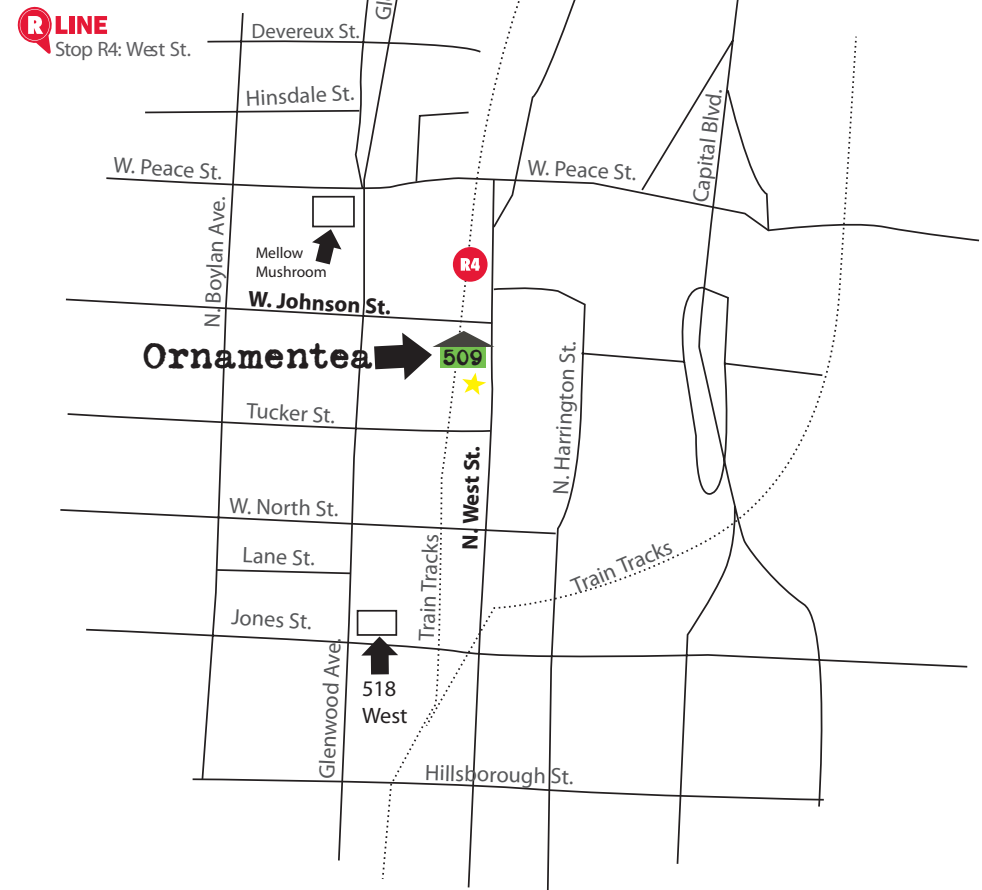 R LINE
Stop R4: West St.
Devereux St.
Hinsdale St.
W. Peace St.
W. Peace St.
Capital Blvd.
N. Boylan Ave.
Mellow
Mushroom
R4
W. Johnson St.
Ornamentea
509
N. Harrington St.
Tucker St.
N. West St.
W. North St.
Lane St.
Train Tracks
Train Tracks
Jones St.
Glenwood Ave.
518
West
Hillsborough St.